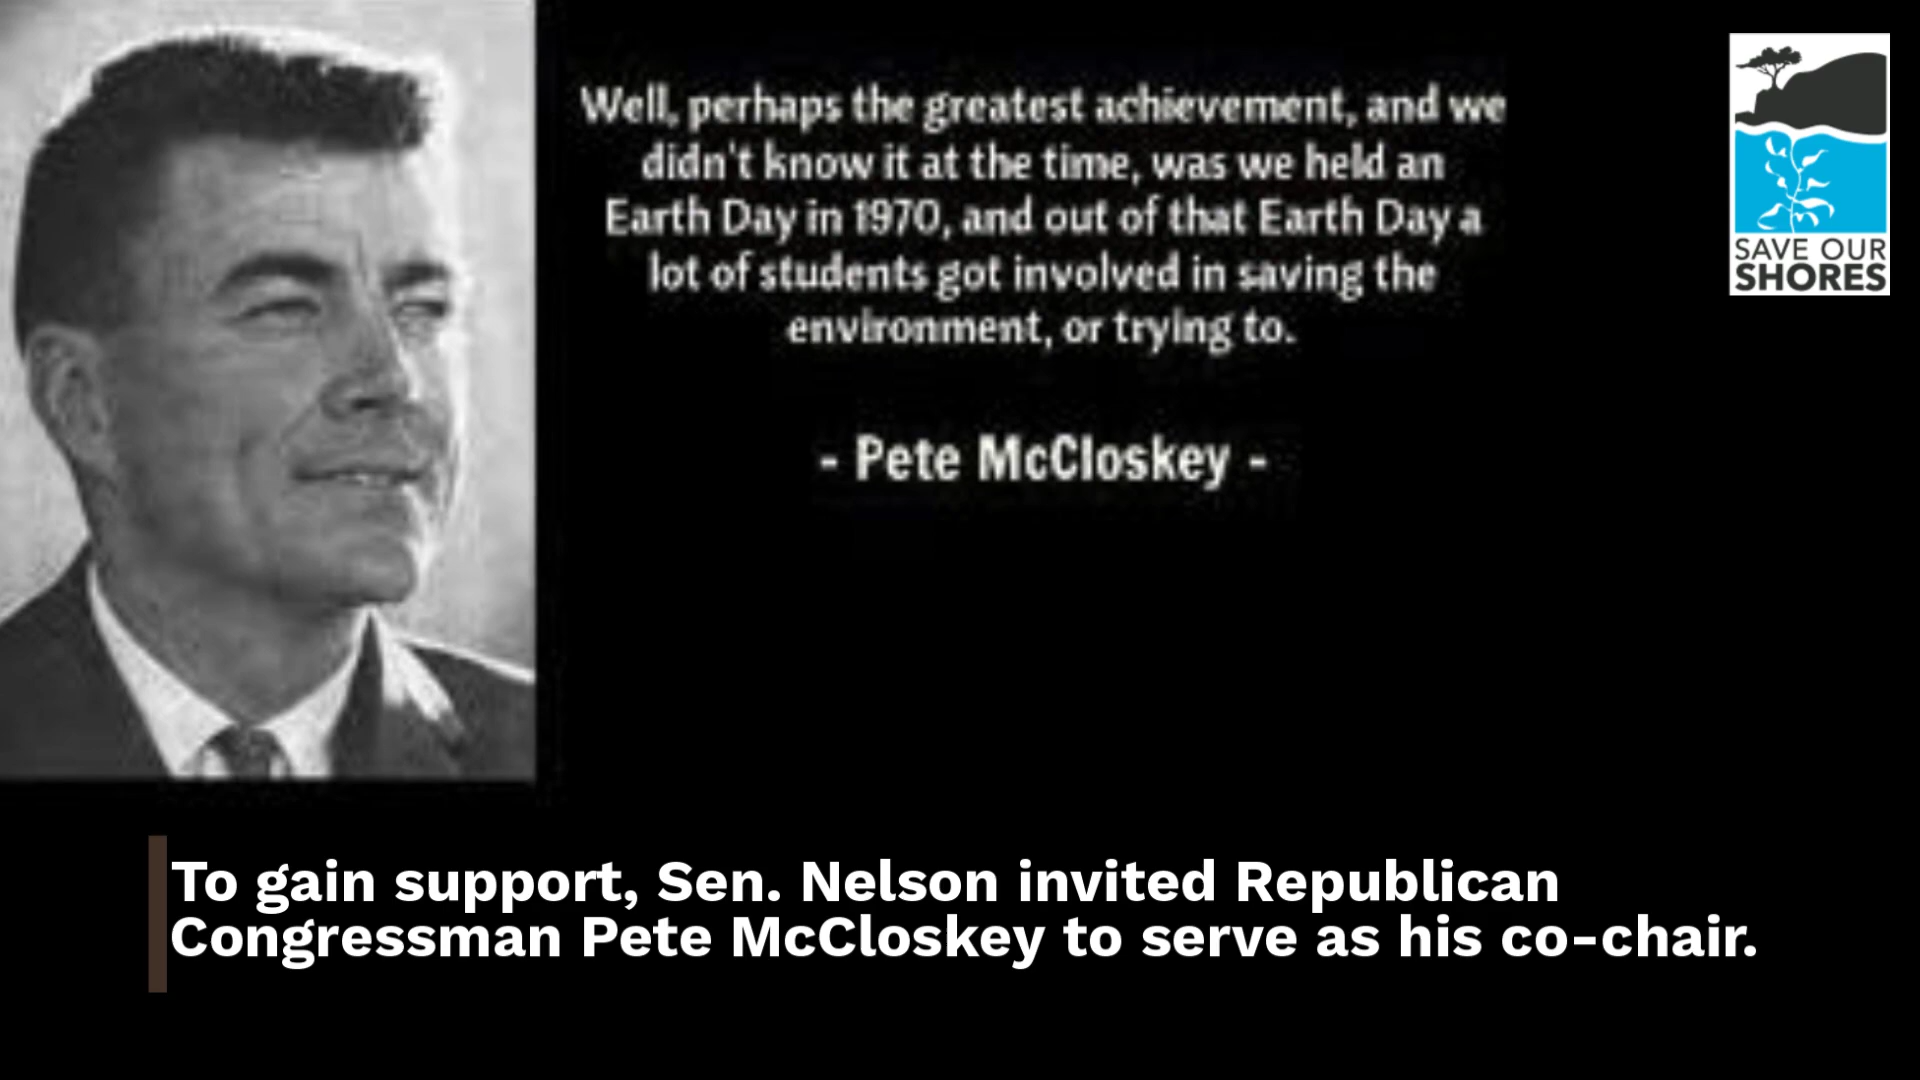 Well, perhaps the greatest achievement, and we
didn't know it at the time, was we held an
Earth Day in 1970, and out of that Earth Day a
lot of students got involved in saving the
environment, or trying to.
- Pete McCloskey -
SAVE OUR
SHORES
To gain support, Sen. Nelson invited Republican
Congressman Pete McCloskey to serve as his co-chair.